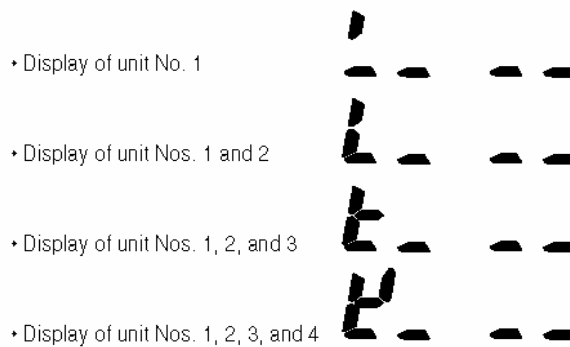 • Display of unit No. 1
• Display of unit Nos. 1 and 2
• Display of unit Nos. 1, 2, and 3
• Display of unit Nos. 1, 2, 3, and 4